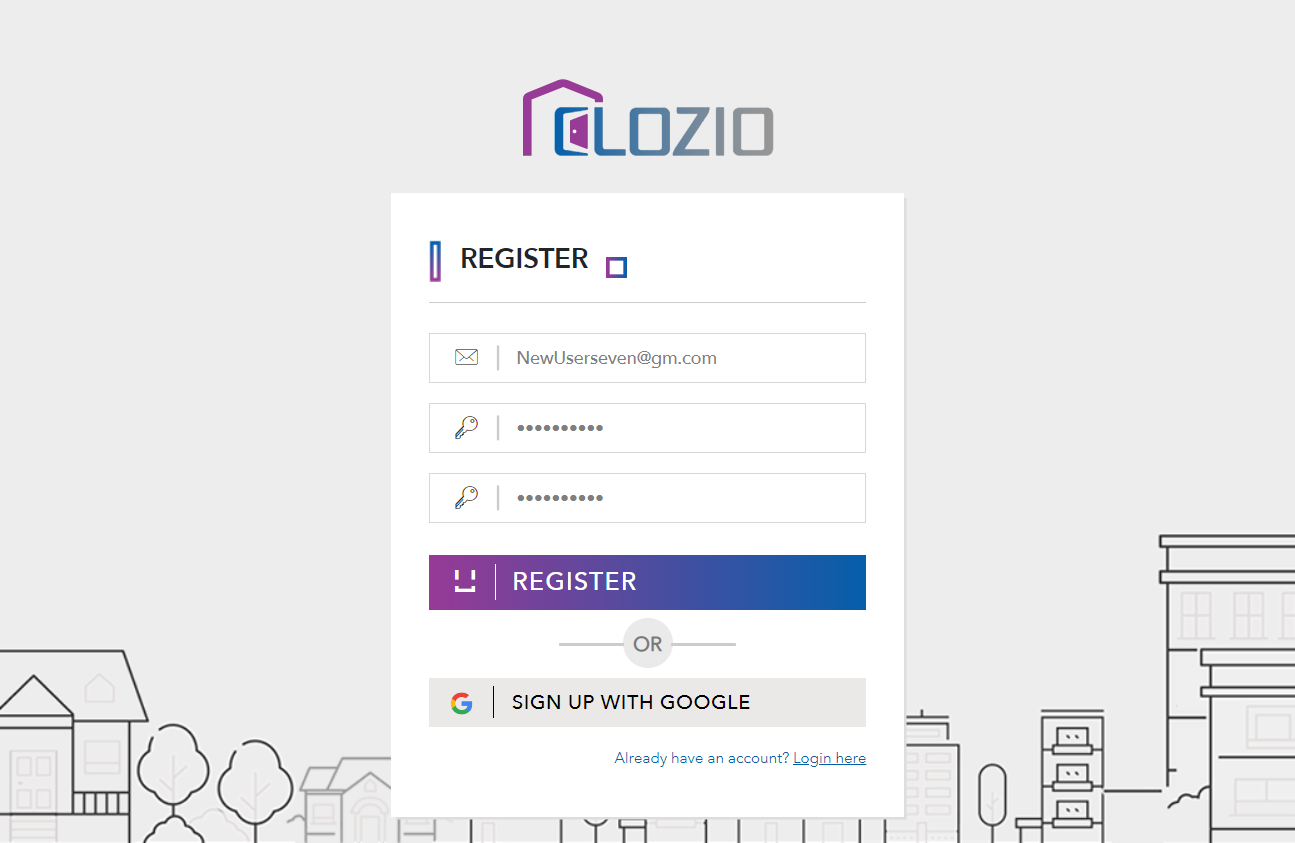 CLOZIO
REGISTER
NewUserseven@gm.com
••••••••••
••••••••••
REGISTER
OR
SIGN UP WITH GOOGLE
Already have an account? Login here